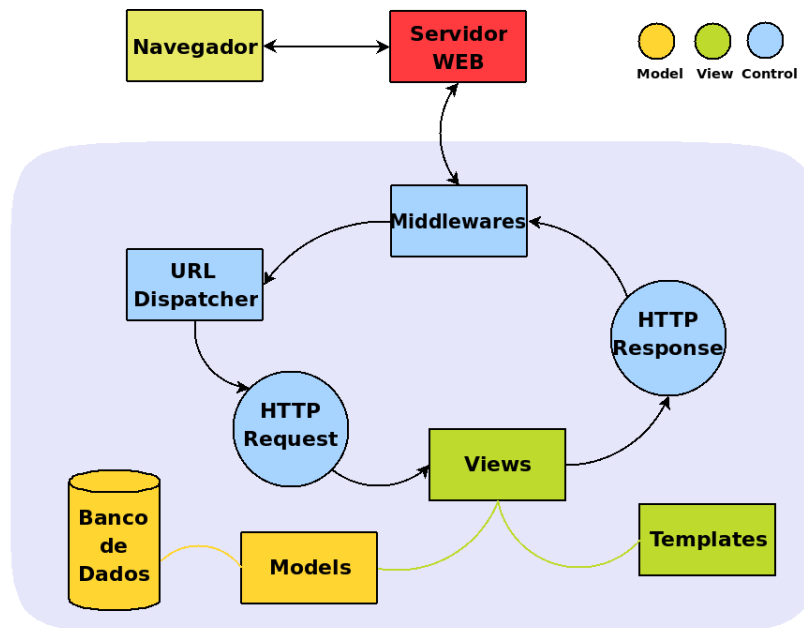 Navegador
Servidor
WEB
Model View Control
Middlewares
URL
Dispatcher
HTTP
Response
HTTP
Request
Views
Banco
de
Dados
Models
Templates